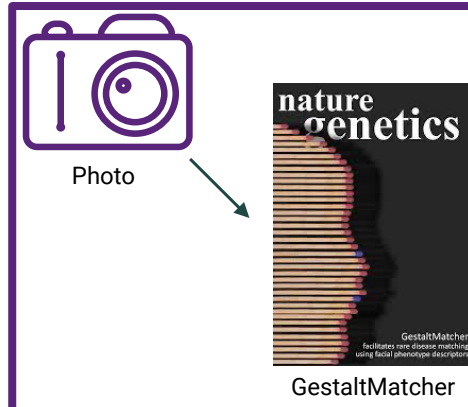 Photo
nature
genetics
GestaltMatcher
facilitates rare disease matching
using facial phenotype descriptors
GestaltMatcher